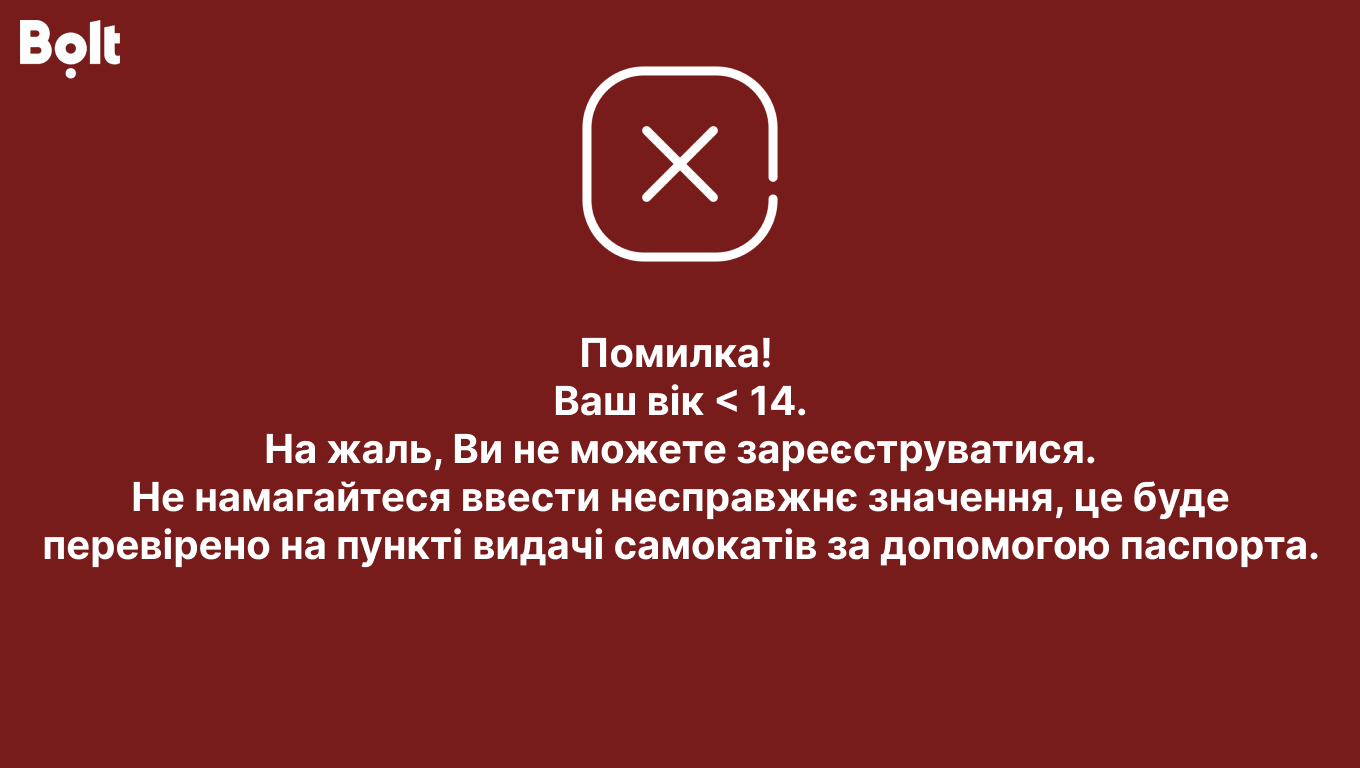 Bolt
Помилка!
Ваш вік < 14.
На жаль, Ви не можете зареєструватися.
Не намагайтеся ввести несправжнє значення, це буде
перевірено на пункті видачі самокатів за допомогою паспорта.